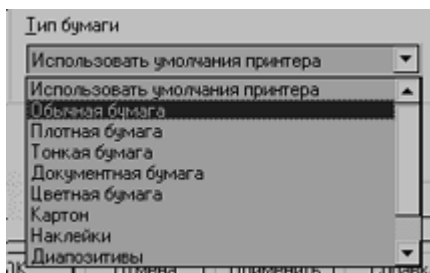 Тип бумаги
Использовать умолчания принтера
Использовать умолчания принтера
Обычная бумага
Плотная бумага
Тонкая бумага
Документная бумага
Цветная бумага
Картон
Наклейки
Диапозитивы